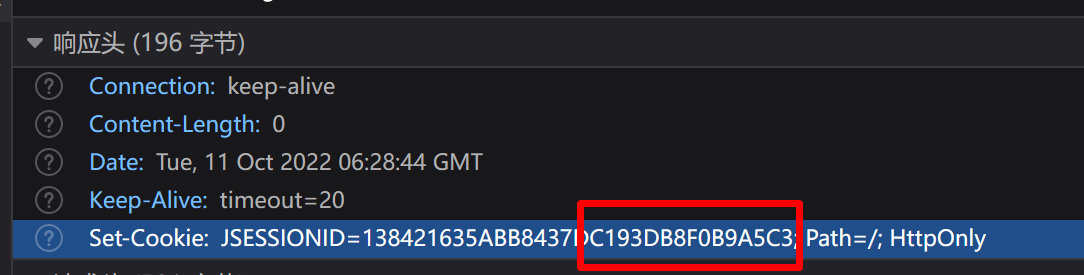 响应头 (196 字节)
Connection: keep-alive
Content-Length: 0
Date: Tue, 11 Oct 2022 06:28:44 GMT
Keep-Alive: timeout=20
Set-Cookie: JSESSIONID=138421635ABB8437DC193DB8F0B9A5C3; Path=/; HttpOnly